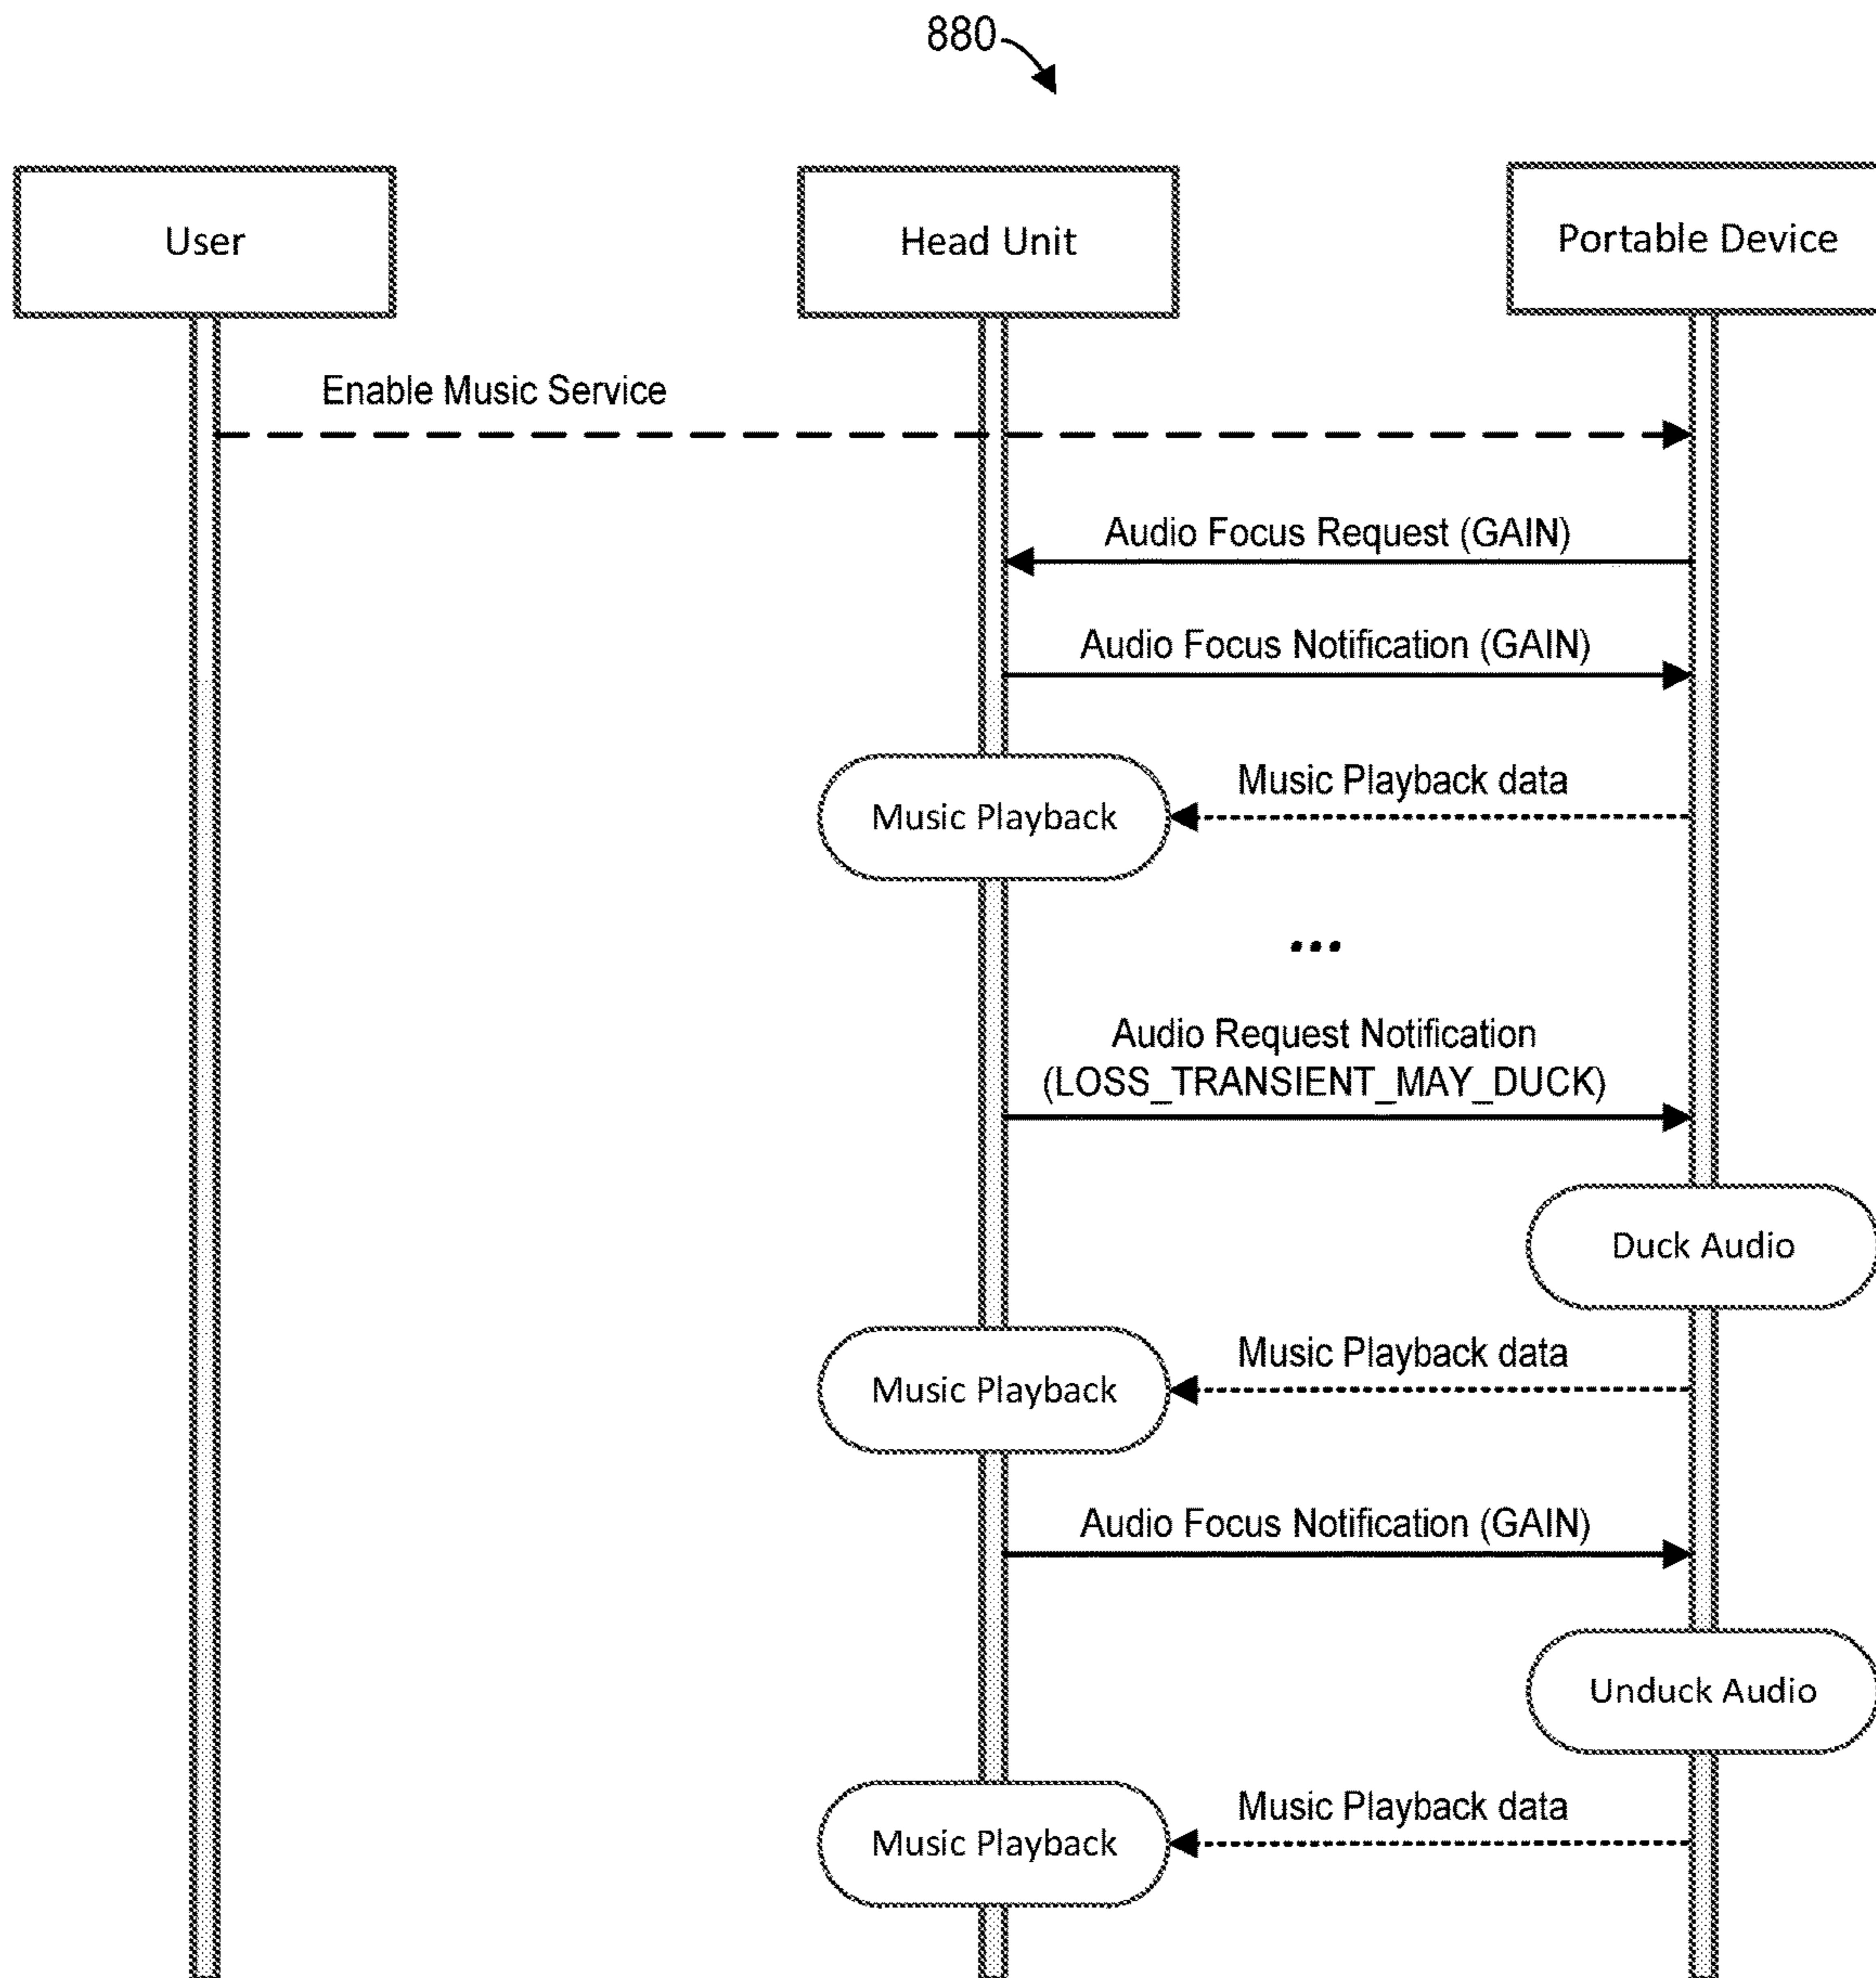 880
User
Head Unit
Portable Device
Enable Music Service
Audio Focus Request (GAIN)
Audio Focus Notification (GAIN)
Music Playback
Music Playback data
...
Audio Request Notification
(LOSS_TRANSIENT_MAY_DUCK)
Duck Audio
Music Playback
Music Playback data
Audio Focus Notification (GAIN)
Unduck Audio
Music Playback
Music Playback data